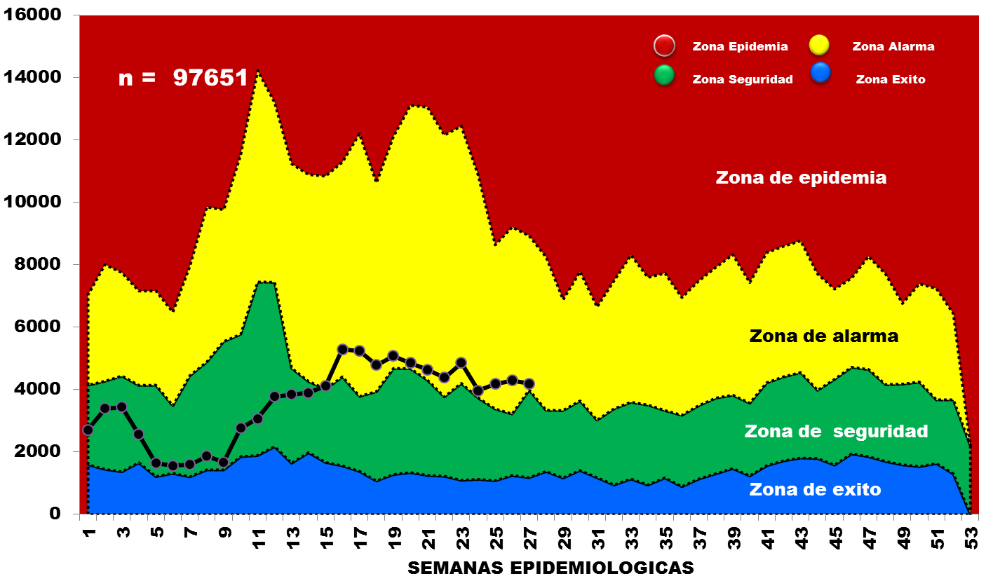 16000
14000
12000
10000
8000
6000
4000
2000
0
n = 97651
Zona Epidemia
Zona Alarma
Zona Seguridad
Zona Exito
Zona de epidemia
Zona de alarma
Zona de seguridad
Zona de exito
1 3 5 7 9 11 13 15 17 19 21 23 25 27 29 31 33 35 37 39 41 43 45 47 49 51 53
SEMANAS EPIDEMIOLOGICAS